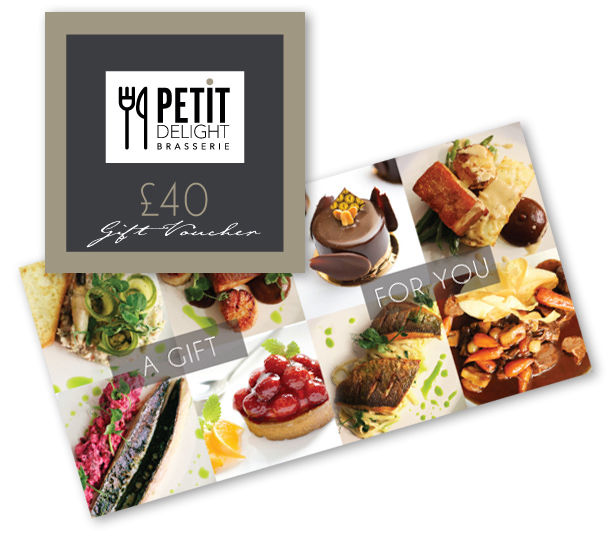 PETiT
DELIGHT
BRASSERIE
£40
Gift Voucher
A GIFT
FOR YOU